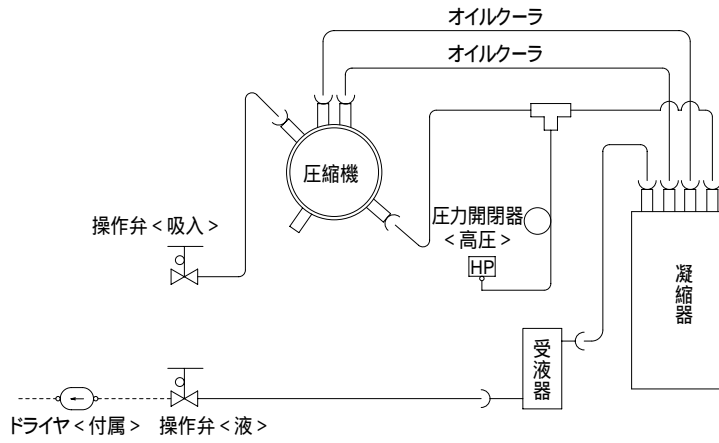 オイルクーラ
オイルクーラ
圧縮機
操作弁＜吸入＞
圧力開閉器
＜高圧＞
HP
凝縮器
受液器
ドライヤ＜付属＞
操作弁＜液＞